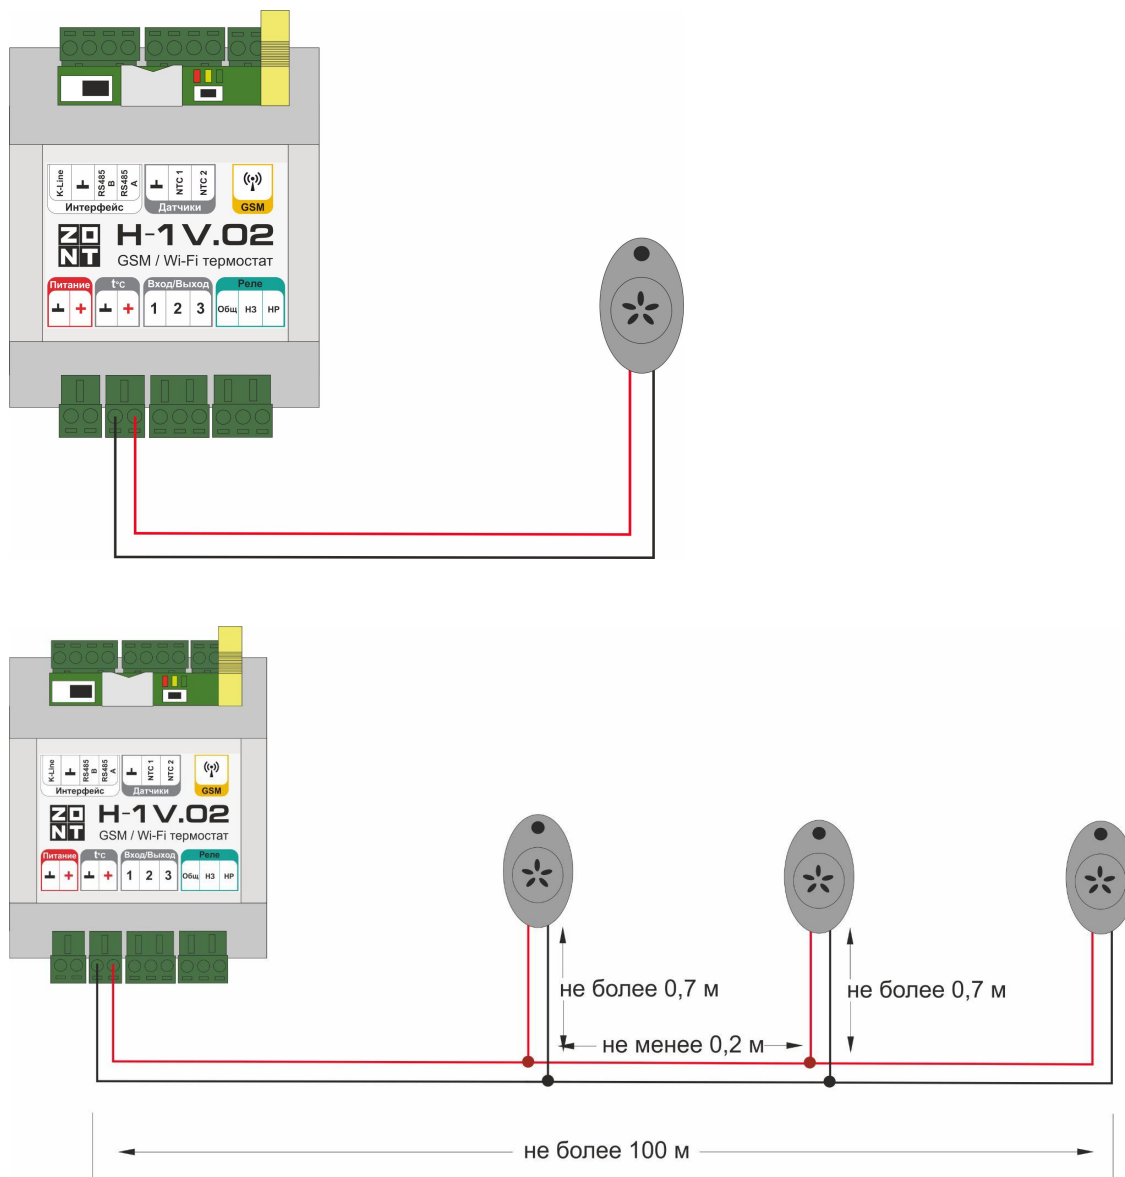 K-Line
RS485 B
RS485 A
NTC 1
NTC 2
Интерфейс
Датчики
GSM
ZONT
H-1V.02
GSM / Wi-Fi термостат
Питание
t°C
Вход/Выход
Реле
+
+
1 2 3
Общ НЗ НР
K-Line
RS485 B
RS485 A
NTC 1
NTC 2
Интерфейс
Датчики
GSM
ZONT
H-1V.02
GSM / Wi-Fi термостат
Питание
t°C
Вход/Выход
Реле
+
+
1 2 3
Общ НЗ НР
не более 0,7 м
не более 0,7 м
не менее 0,2 м
не более 100 м